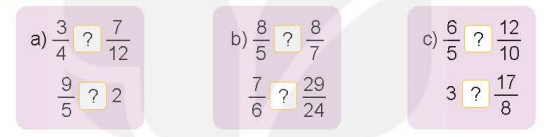 a) 3/4 ? 7/12
9/5 ? 2
b) 8/5 ? 8/7
7/6 ? 29/24
c) 6/5 ? 12/10
3 ? 17/8